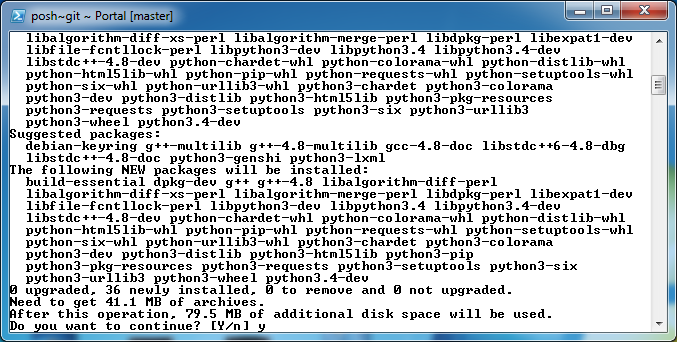 posh~git ~ Portal [master]
libalgorithm-diff-xs-perl libalgorithm-merge-perl libdpkg-perl libexpat1-dev
libfile-fcntllock-perl libpython3-dev libpython3.4 libpython3.4-dev
libstdc++-4.8-dev python-chardet-whl python-colorama-whl python-distlib-whl
python-html5lib-whl python-pip-whl python-requests-whl python-setuptools-whl
python-six-whl python-urllib3-whl python3-chardet python3-colorama
python3-dev python3-distlib python3-html5lib python3-pkg-resources
python3-requests python3-setuptools python3-six python3-urllib3
python3-wheel python3.4-dev
Suggested packages:
debian-keyring g++-multilib g++-4.8-multilib gcc-4.8-doc libstdc++6-4.8-dbg
libstdc++-4.8-doc python3-genshi python3-lxml
The following NEW packages will be installed:
build-essential dpkg-dev g++ g++-4.8 libalgorithm-diff-perl
libalgorithm-diff-xs-perl libalgorithm-merge-perl libdpkg-perl libexpat1-dev
libfile-fcntllock-perl libpython3-dev libpython3.4 libpython3.4-dev
libstdc++-4.8-dev python-chardet-whl python-colorama-whl python-distlib-whl
python-html5lib-whl python-pip-whl python-requests-whl python-setuptools-whl
python-six-whl python-urllib3-whl python3-chardet python3-colorama
python3-dev python3-distlib python3-html5lib python3-pip
python3-pkg-resources python3-requests python3-setuptools python3-six
python3-urllib3 python3-wheel python3.4-dev
0 upgraded, 36 newly installed, 0 to remove and 0 not upgraded.
Need to get 41.1 MB of archives.
After this operation, 79.5 MB of additional disk space will be used.
Do you want to continue? [Y/n] y